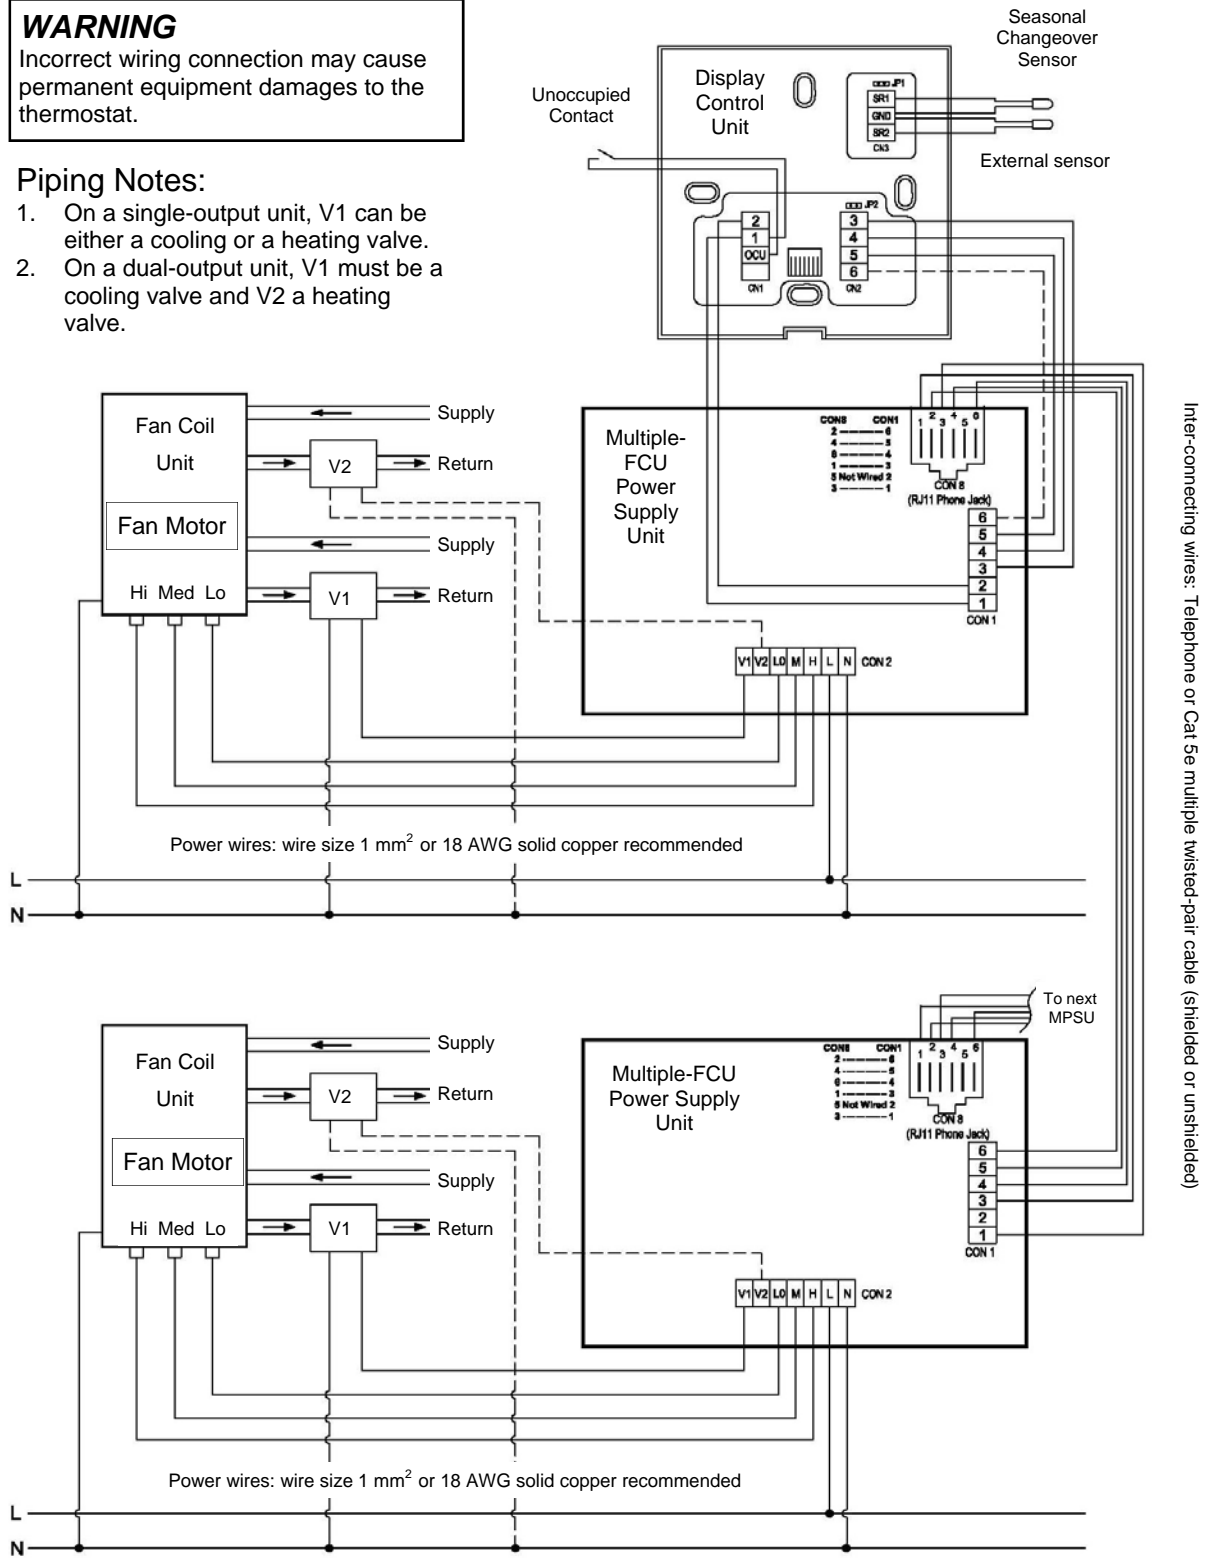 WARNING
Incorrect wiring connection may cause
permanent equipment damages to the
thermostat.
Piping Notes:
1. On a single-output unit, V1 can be
either a cooling or a heating valve.
2. On a dual-output unit, V1 must be a
cooling valve and V2 a heating
valve.
Seasonal
Changeover
Sensor
Unoccupied
Contact
Display
Control
Unit
JP1
SR1
GND
SR2
CN3
External sensor
JP2
2
1
OCU
CN1
3
4
5
6
CN2
Fan Coil
Unit
Fan Motor
Hi Med Lo
Supply
V2
Return
Supply
V1
Return
Multiple-
FCU
Power
Supply
Unit
CON8 CON1
2 6
4 5
6 4
1 3
5 Not Wired 2
3 1
1 2 3 4 5 6
CON 8
(RJ11 Phone Jack)
6
5
4
3
2
1
CON 1
V1 V2 LO M H L N CON 2
Power wires: wire size 1 mm² or 18 AWG solid copper recommended
L
N
Inter-connecting wires: Telephone or Cat 5e multiple twisted-pair cable (shielded or unshielded)
To next
MPSU
Fan Coil
Unit
Fan Motor
Hi Med Lo
Supply
V2
Return
Supply
V1
Return
Multiple-FCU
Power Supply
Unit
CON8 CON1
2 6
4 5
6 4
1 3
5 Not Wired 2
3 1
1 2 3 4 5 6
CON 8
(RJ11 Phone Jack)
6
5
4
3
2
1
CON 1
V1 V2 LO M H L N CON 2
Power wires: wire size 1 mm² or 18 AWG solid copper recommended
L
N